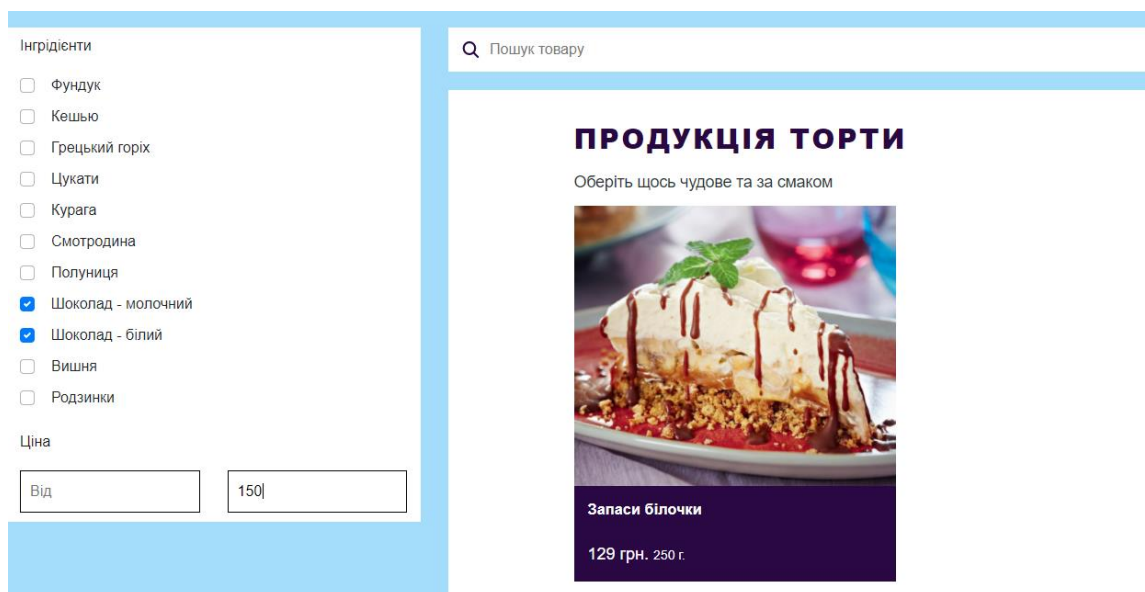 Інгрідієнти
Фундук
Кешью
Грецький горіх
Цукати
Курага
Смотродина
Полуниця
Шоколад - молочний
Шоколад - білий
Вишня
Родзинки
Ціна
Від
150
Пошук товару
ПРОДУКЦІЯ ТОРТИ
Оберіть щось чудове та за смаком
Запаси білочки
129 грн. 250 г.